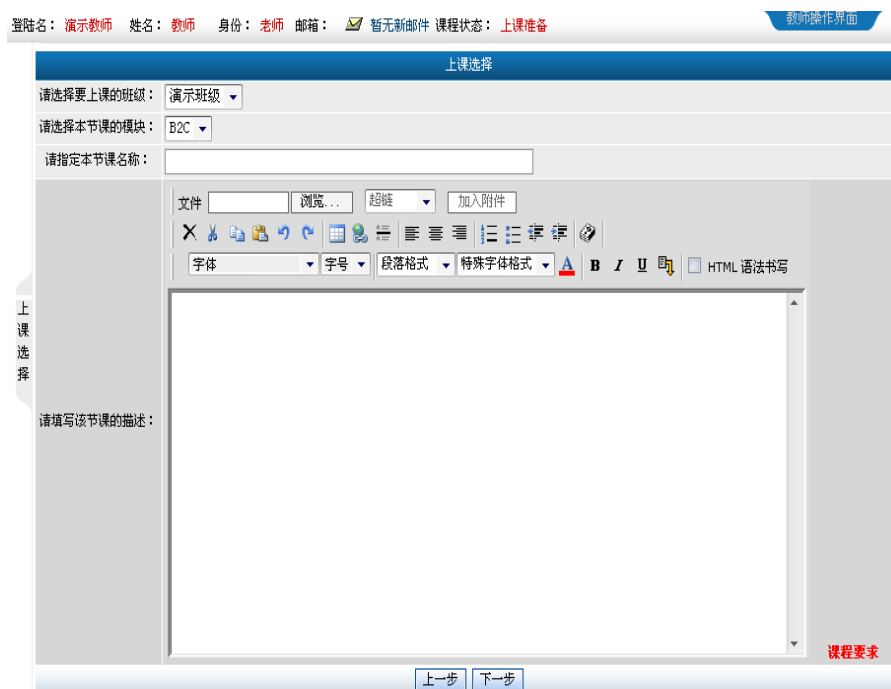 登陆名： 演示教师 姓名： 教师 身份： 老师 邮箱： 暂无新邮件 课程状态： 上课准备 教师操作界面
上课选择
请选择要上课的班级： 演示班级
请选择本节课的模块： B2C
请指定本节课名称：
文件 浏览... 超链 加入附件
字体 字号 段落格式 特殊字体格式 A B I U HTML 语法书写
上课选择
请填写该节课的描述：
课程要求
上一步 下一步